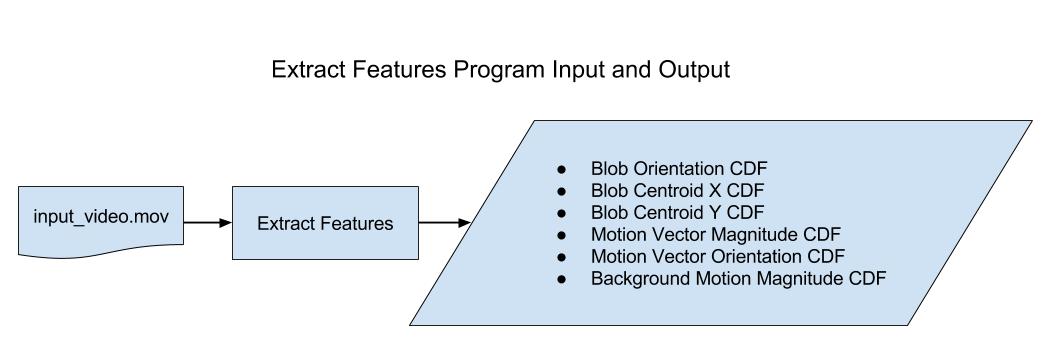 Extract Features Program Input and Output
input_video.mov
Extract Features
● Blob Orientation CDF
● Blob Centroid X CDF
● Blob Centroid Y CDF
● Motion Vector Magnitude CDF
● Motion Vector Orientation CDF
● Background Motion Magnitude CDF